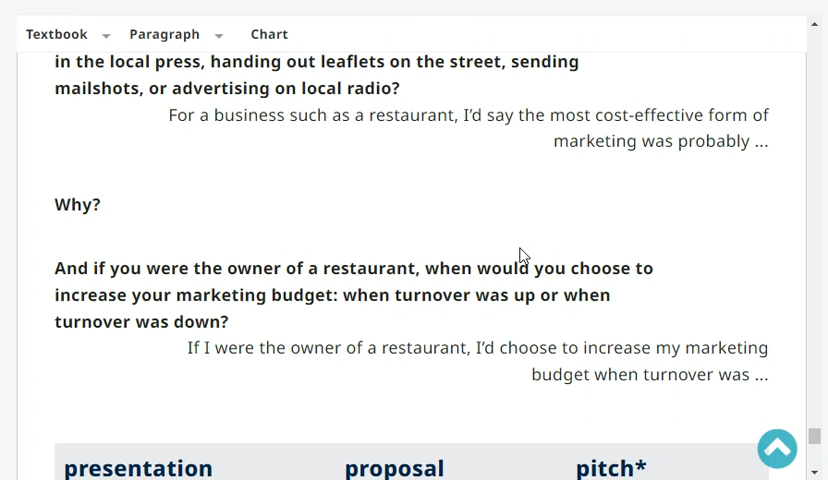 Textbook Paragraph Chart
in the local press, handing out leaflets on the street, sending
mailshots, or advertising on local radio?
For a business such as a restaurant, I’d say the most cost-effective form of
marketing was probably ...
Why?
And if you were the owner of a restaurant, when would you choose to
increase your marketing budget: when turnover was up or when
turnover was down?
If I were the owner of a restaurant, I’d choose to increase my marketing
budget when turnover was ...
presentation proposal pitch*